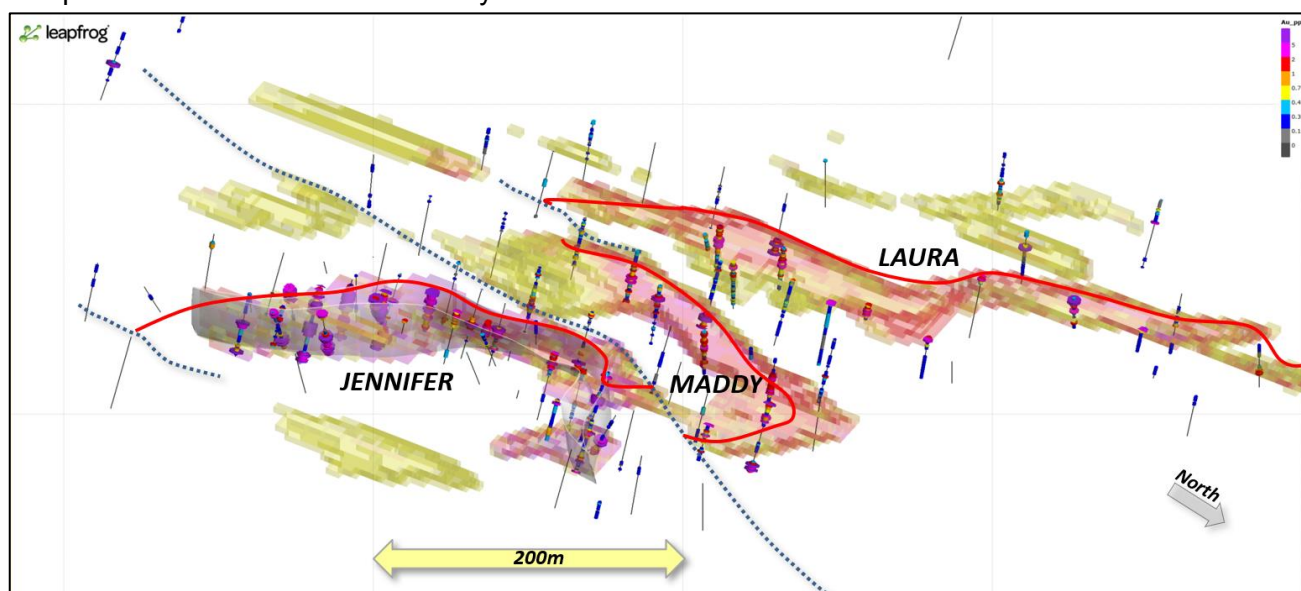 leapfrog
Au_pp
5
2
1
0.7
0.4
0.3
0.1
0
LAURA
JENNIFER
MADDY
North
200m